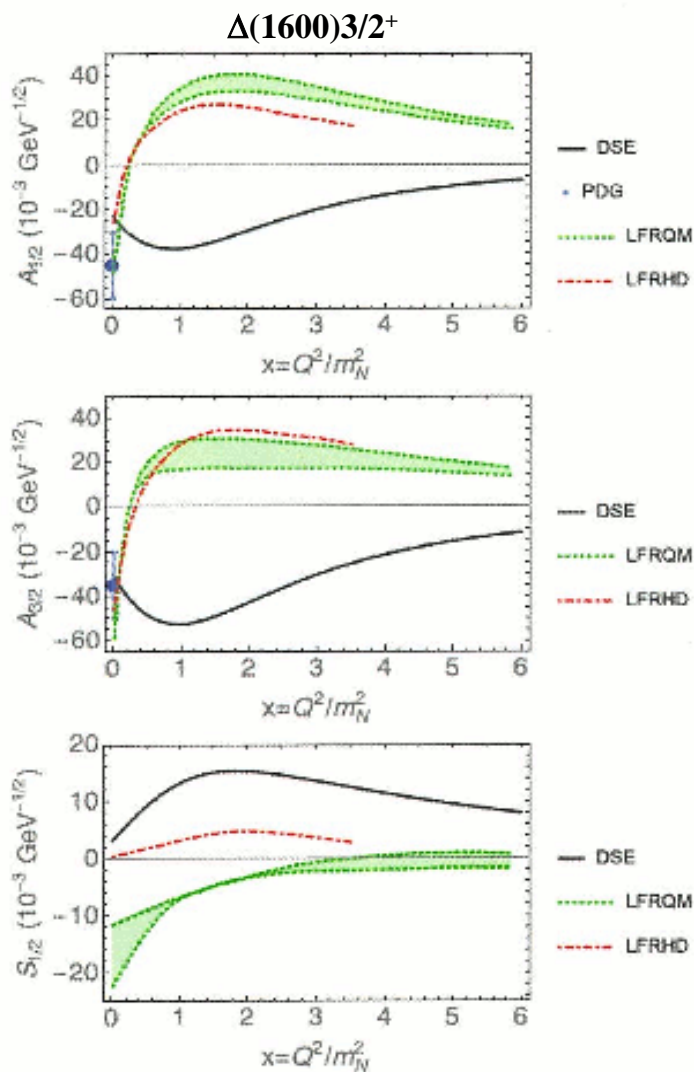 Δ(1600)3/2⁺
A₁/₂ (10⁻³ GeV⁻¹/²)
40
20
0
−20
−40
−60
0 1 2 3 4 5 6
x=Q²/m²_N
DSE
PDG
LFRQM
LFRHD
A₃/₂ (10⁻³ GeV⁻¹/²)
40
20
0
−20
−40
−60
0 1 2 3 4 5 6
x=Q²/m²_N
DSE
LFRQM
LFRHD
S₁/₂ (10⁻³ GeV⁻¹/²)
20
10
0
−10
−20
0 1 2 3 4 5 6
x=Q²/m²_N
DSE
LFRQM
LFRHD